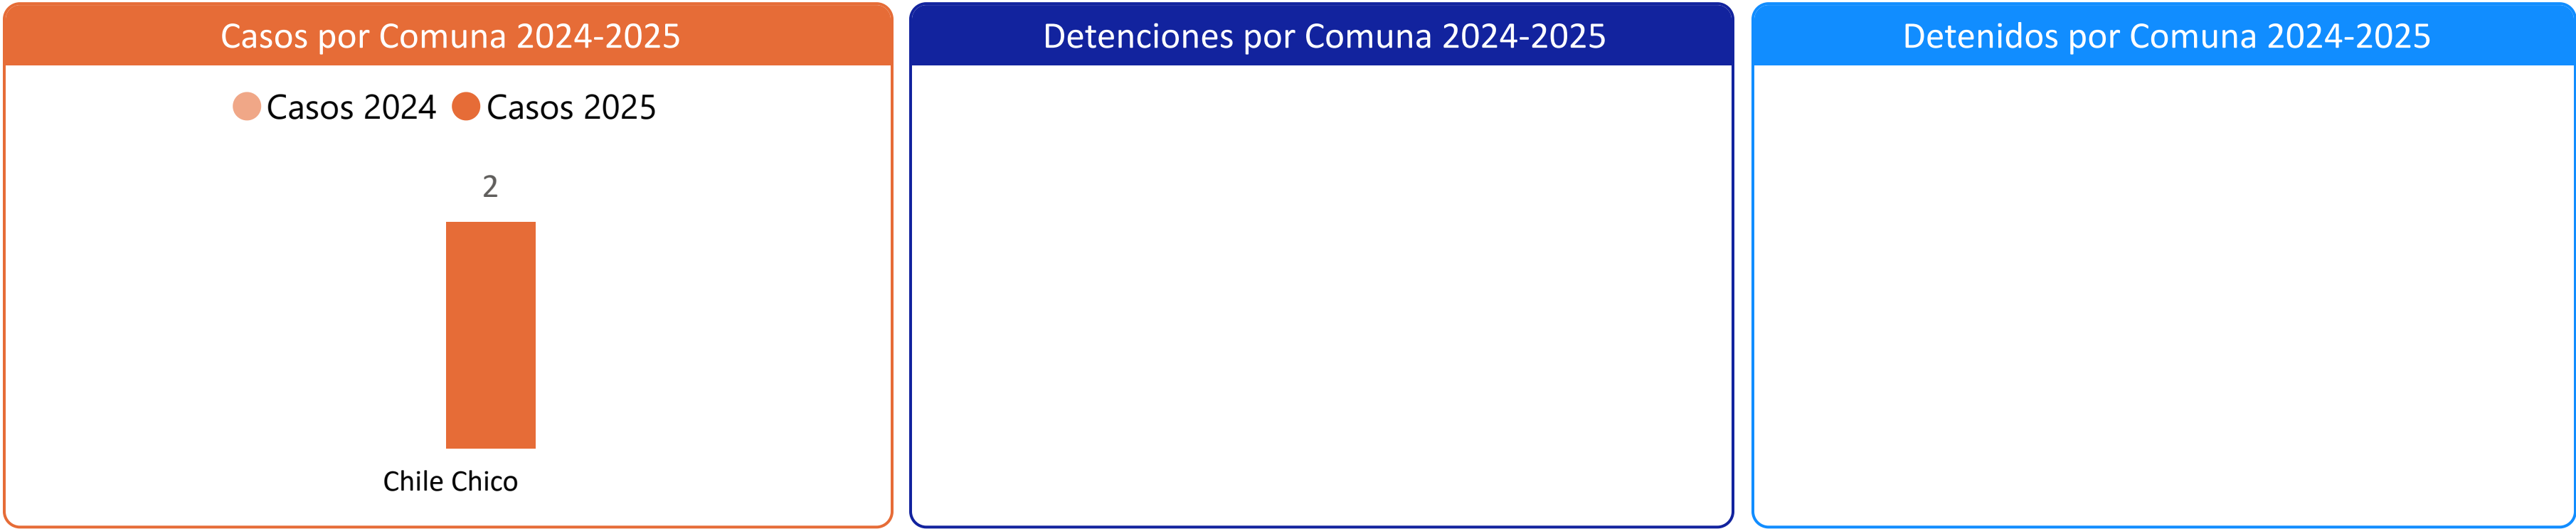 Casos por Comuna 2024-2025
Casos 2024 Casos 2025
2
Chile Chico
Detenciones por Comuna 2024-2025
Detenidos por Comuna 2024-2025